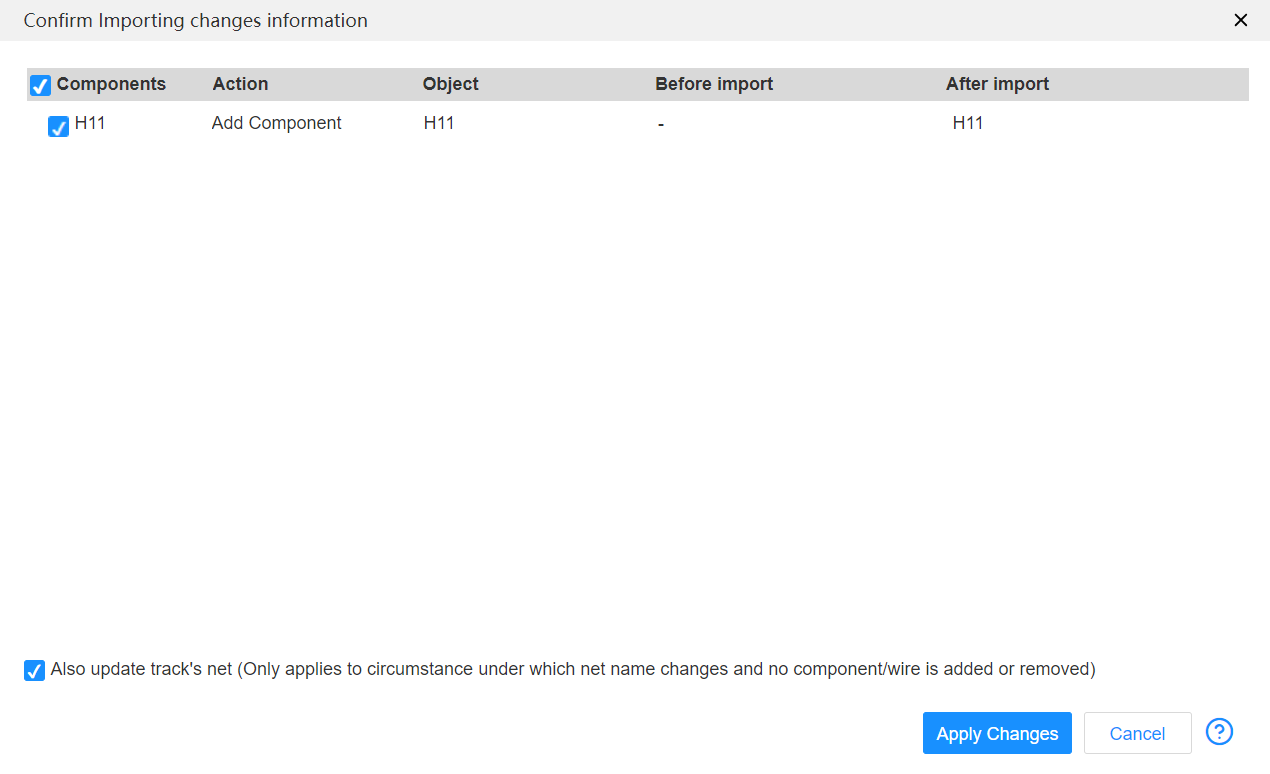 Confirm Importing changes information
Components Action Object Before import After import
H11 Add Component H11 - H11
Also update track's net (Only applies to circumstance under which net name changes and no component/wire is added or removed)
Apply Changes Cancel ?